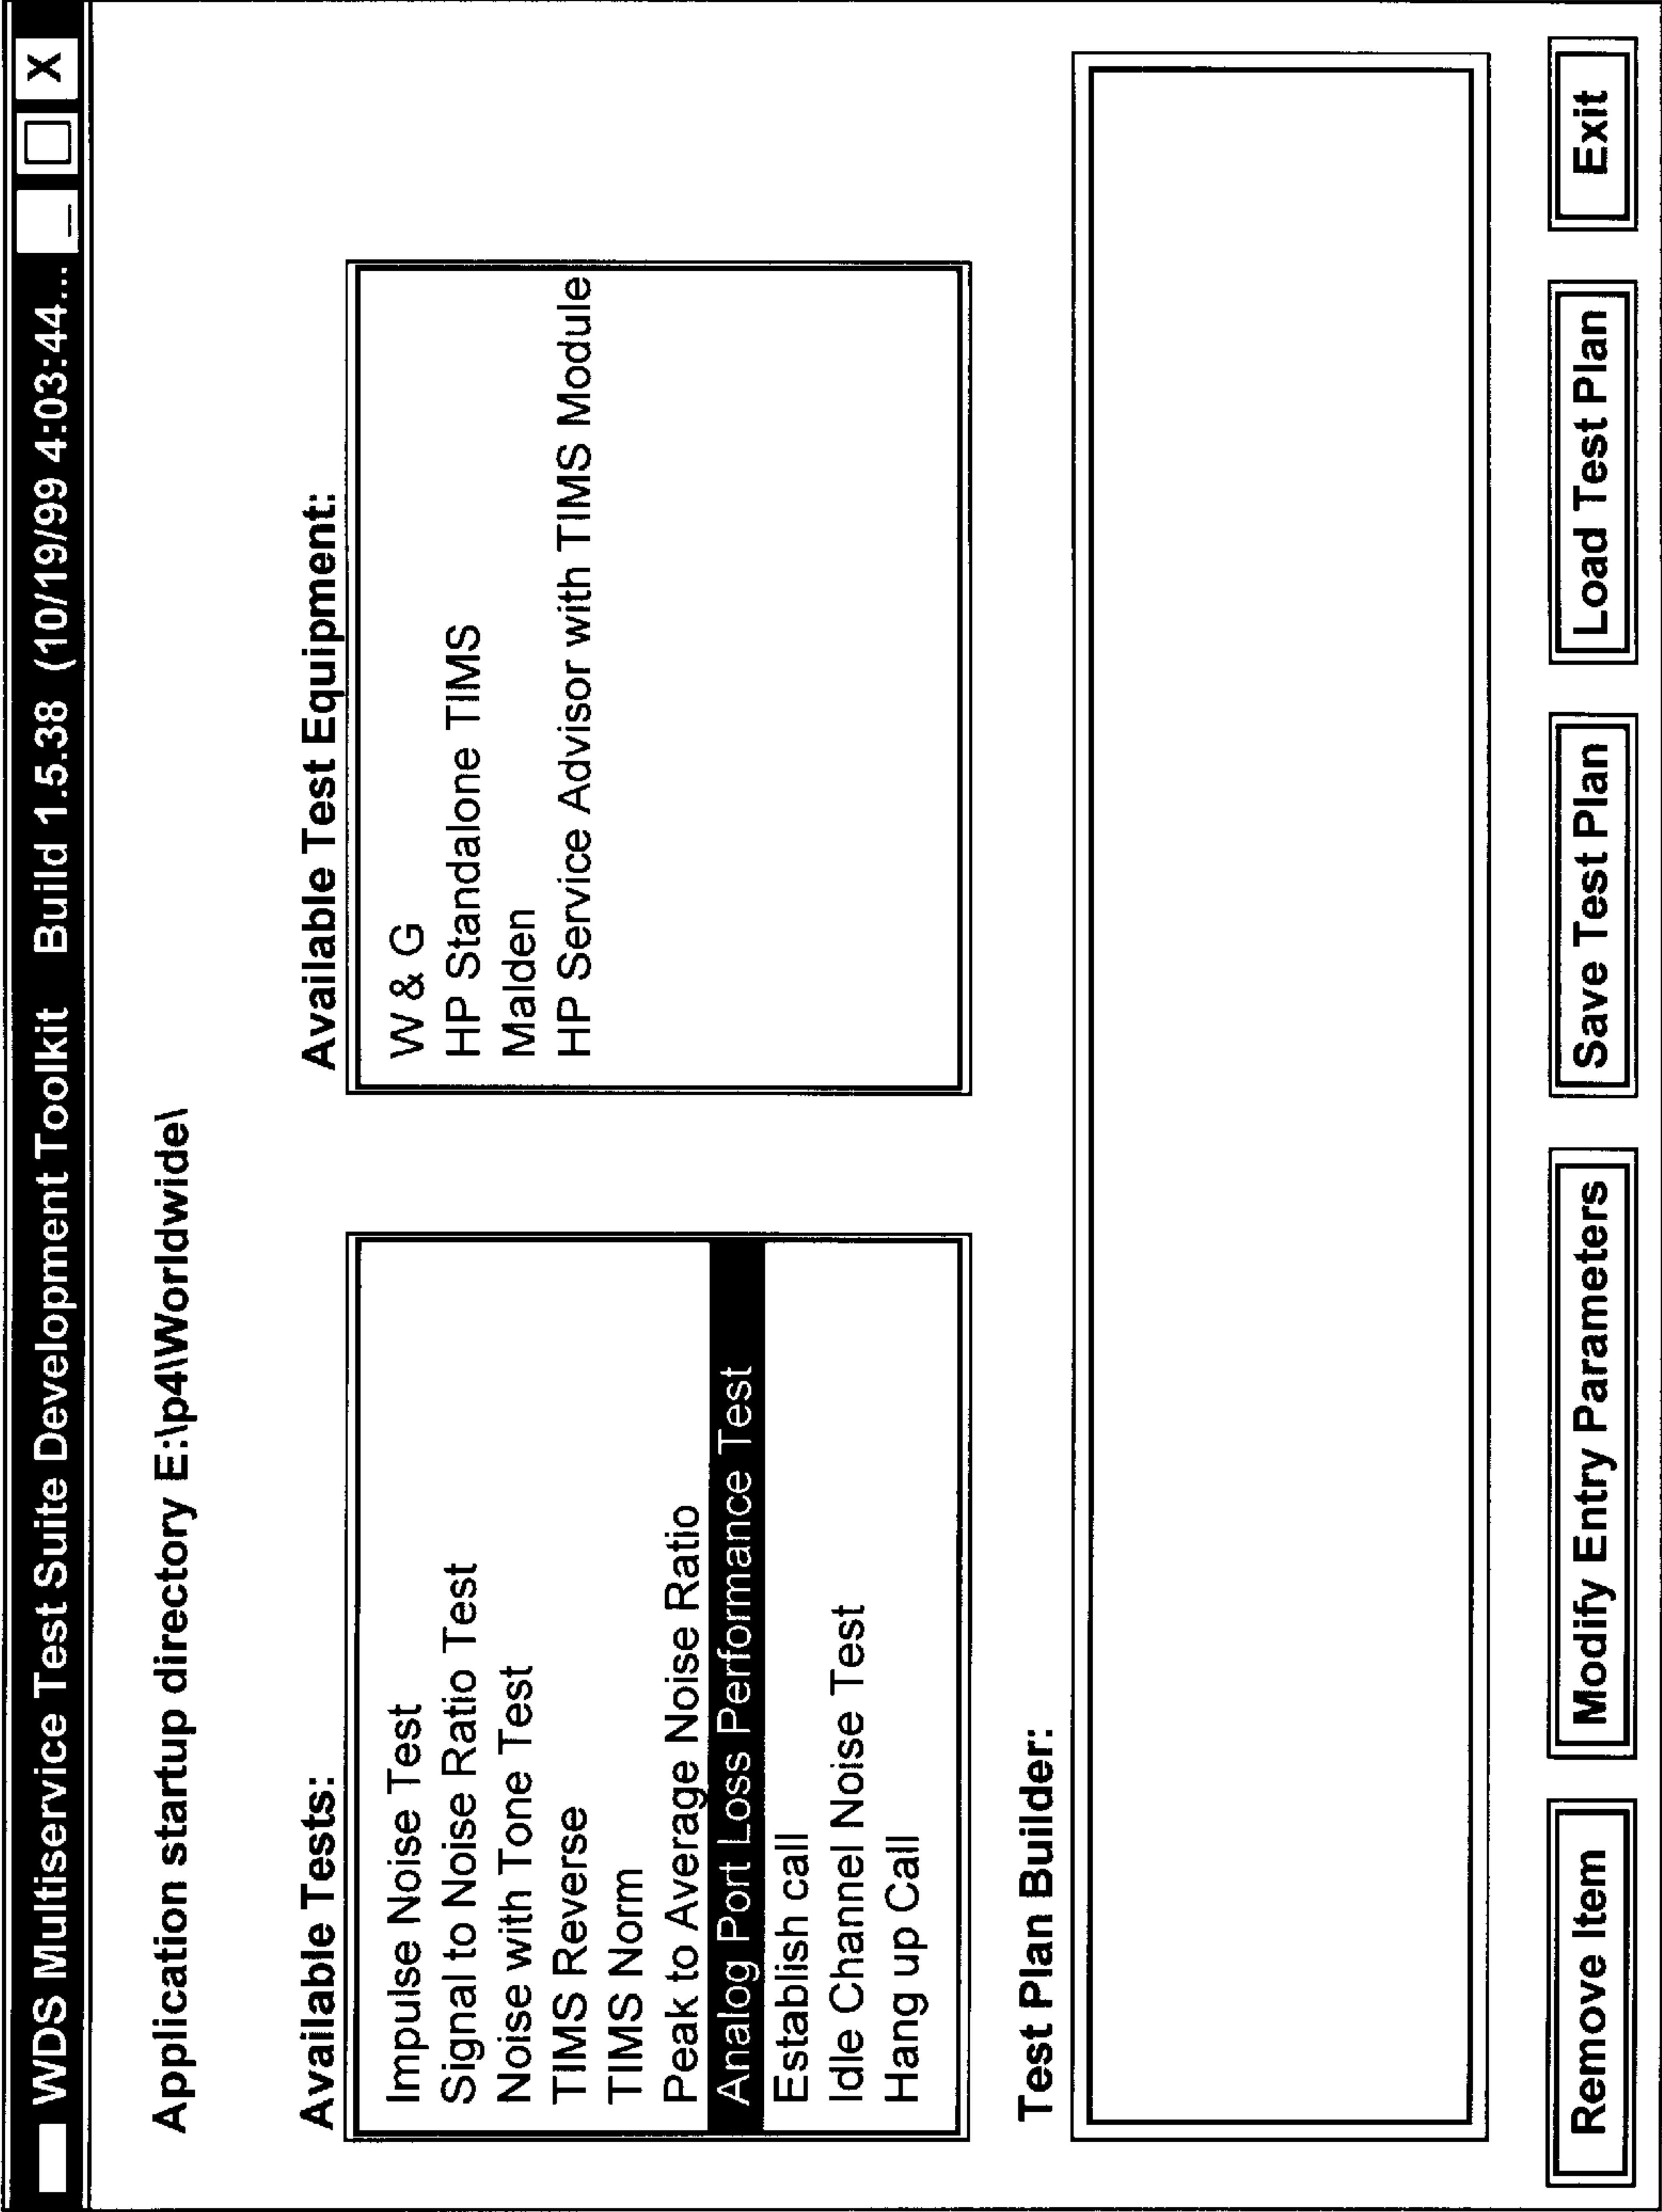 WDS Multiservice Test Suite Development Toolkit Build 1.5.38 (10/19/99 4:03:44... _ X
Application startup directory E:\p4\Worldwide\
Available Tests:
Impulse Noise Test
Signal to Noise Ratio Test
Noise with Tone Test
TIMS Reverse
TIMS Norm
Peak to Average Noise Ratio
Analog Port Loss Performance Test
Establish call
Idle Channel Noise Test
Hang up Call
Available Test Equipment:
W & G
HP Standalone TIMS
Malden
HP Service Advisor with TIMS Module
Test Plan Builder:
Remove Item
Modify Entry Parameters
Save Test Plan
Load Test Plan
Exit